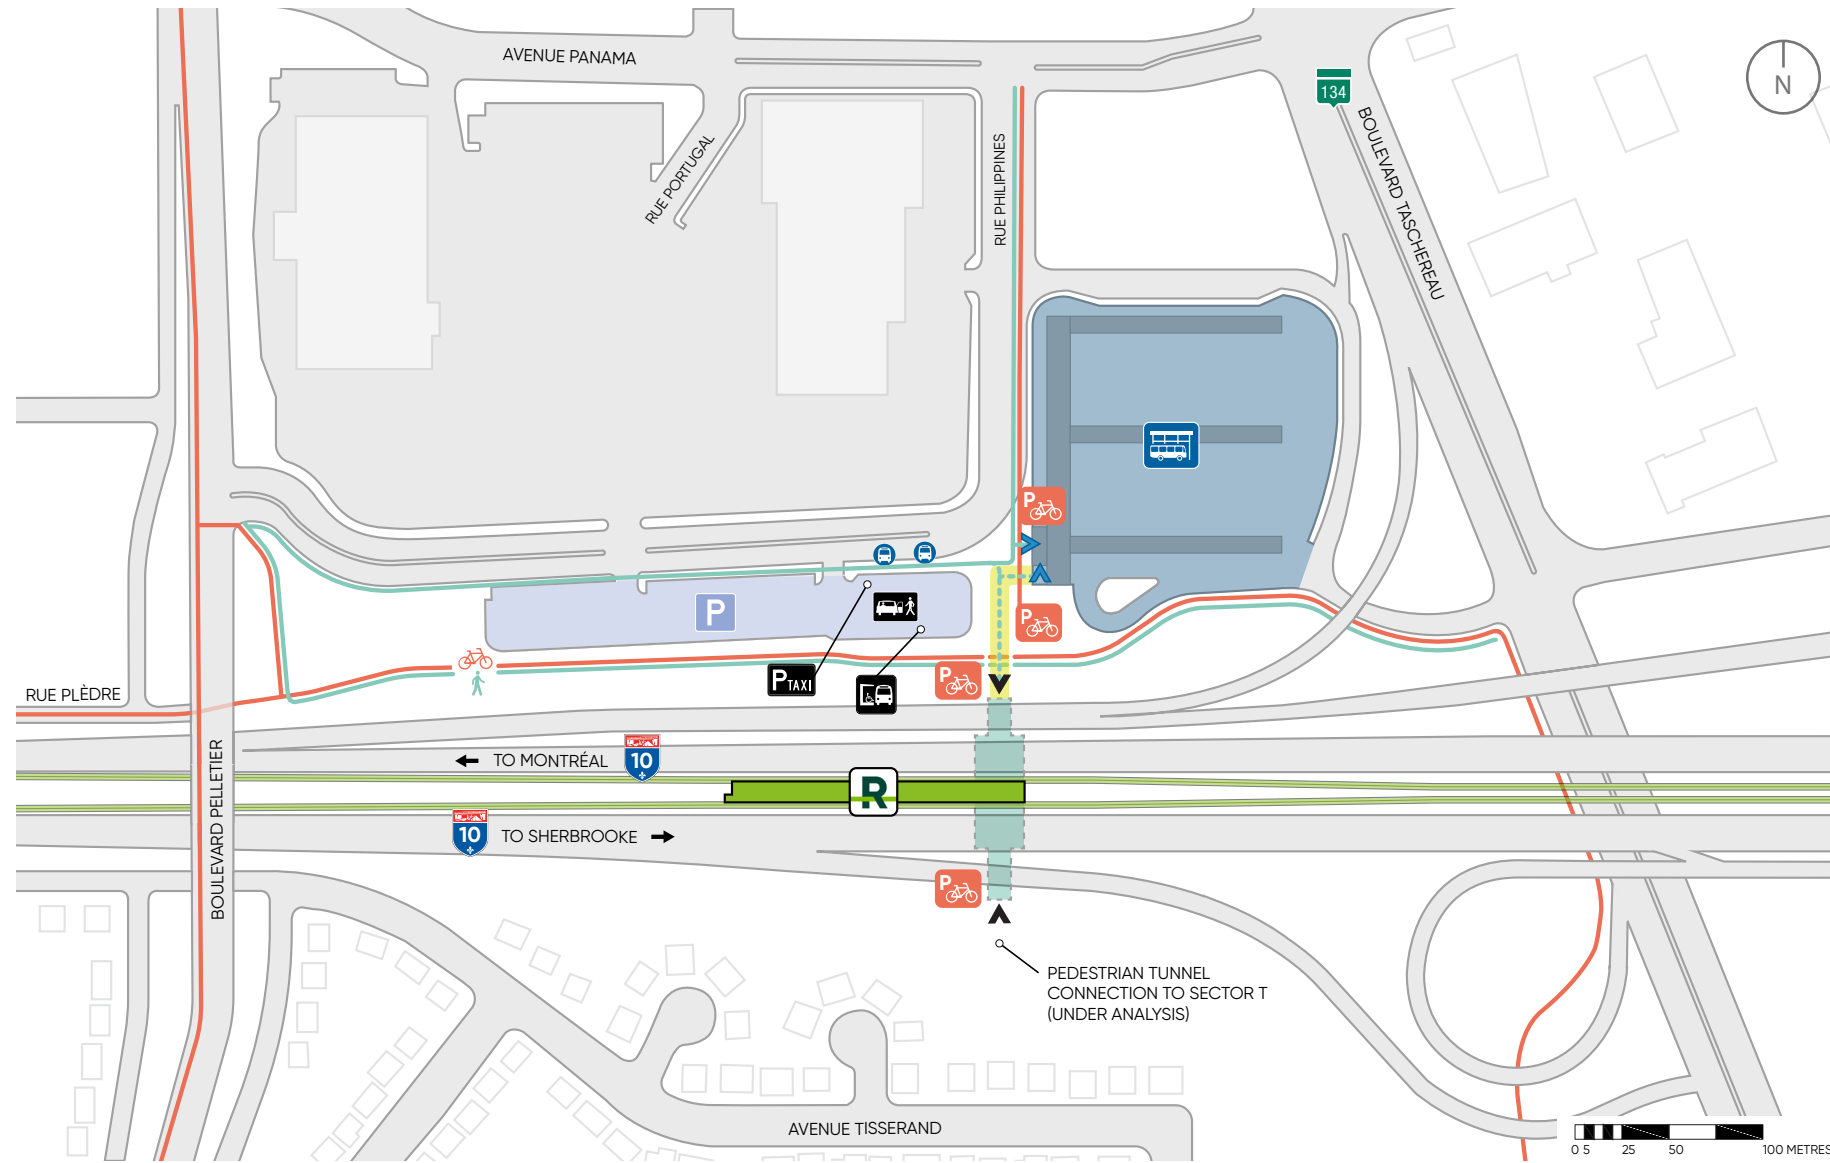 AVENUE PANAMA
N
134
BOULEVARD TASCHEREAU
RUE PORTUGAL
RUE PHILIPPINES
P
P
P
P TAXI
P
RUE PLÈDRE
TO MONTRÉAL
10
R
10
TO SHERBROOKE
BOULEVARD PELLETIER
P
PEDESTRIAN TUNNEL
CONNECTION TO SECTOR T
(UNDER ANALYSIS)
AVENUE TISSERAND
0 5 25 50 100 METRES